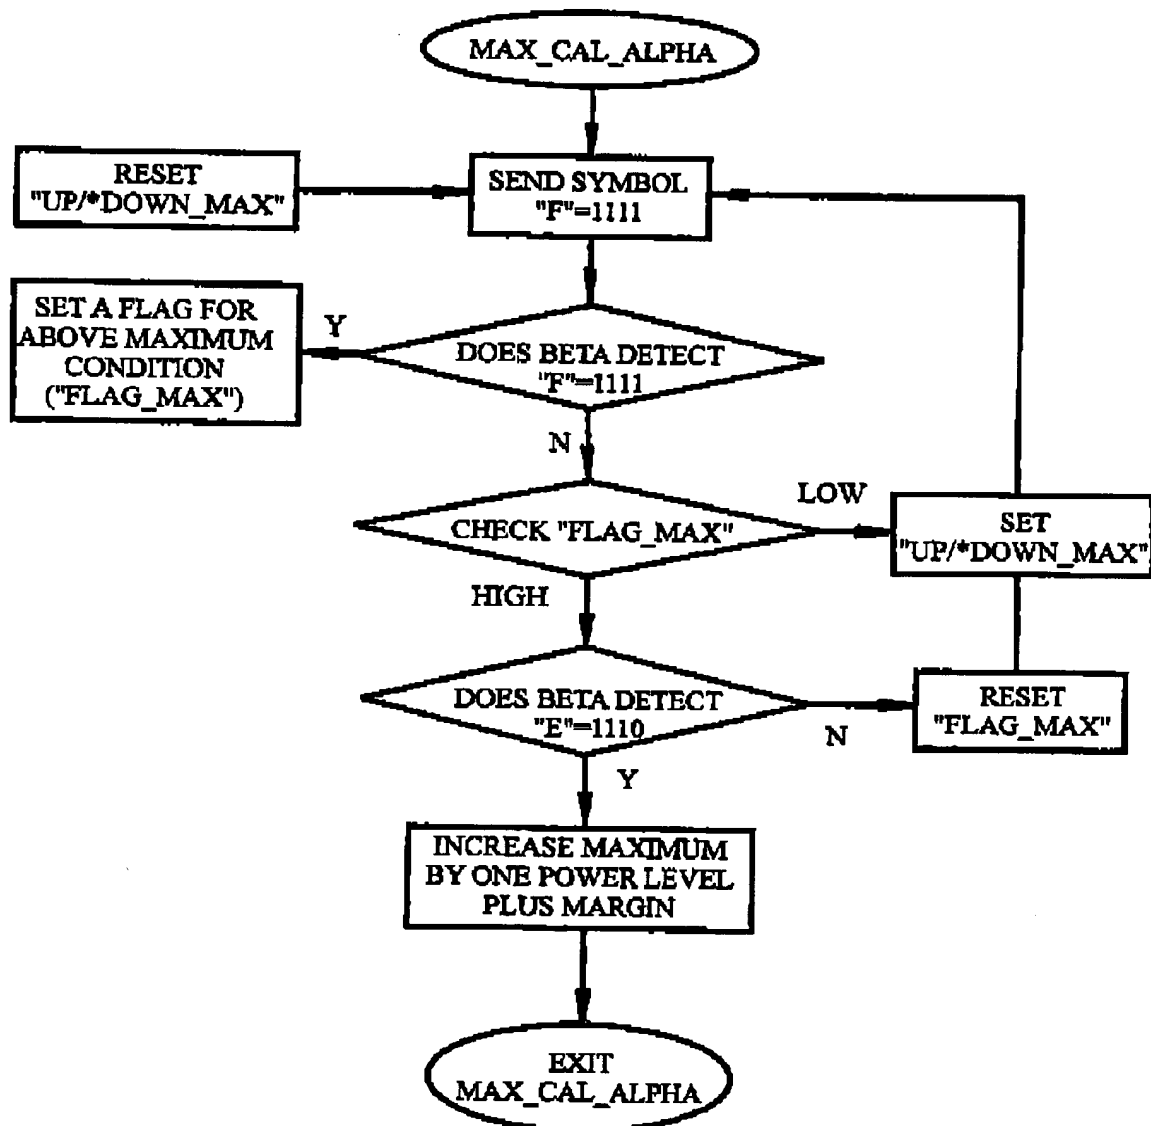 MAX_CAL_ALPHA
RESET
"UP/*DOWN_MAX"
SEND SYMBOL
"F"=1111
SET A FLAG FOR
ABOVE MAXIMUM
CONDITION
("FLAG_MAX")
Y
DOES BETA DETECT
"F"=1111
N
CHECK "FLAG_MAX"
LOW
SET
"UP/*DOWN_MAX"
HIGH
DOES BETA DETECT
"E"=1110
N
RESET
"FLAG_MAX"
Y
INCREASE MAXIMUM
BY ONE POWER LEVEL
PLUS MARGIN
EXIT
MAX_CAL_ALPHA